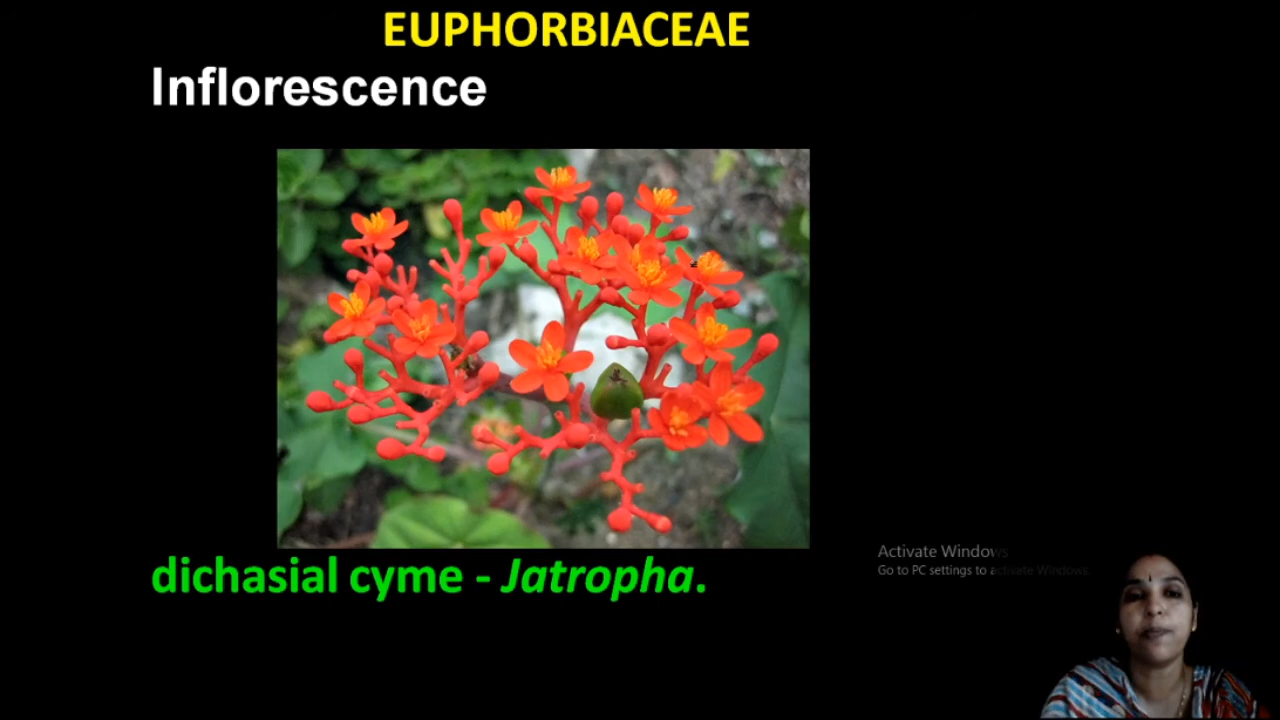 EUPHORBIACEAE
Inflorescence
dichasial cyme - Jatropha.
Activate Windows
Go to PC settings to activate Windows